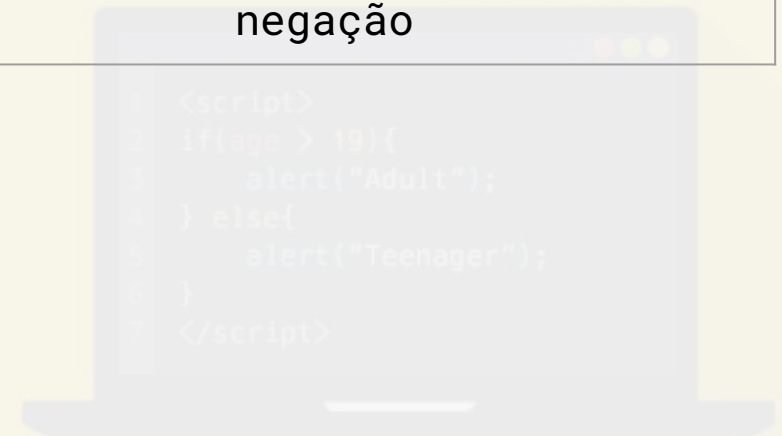 negação
1 <script>
2 if(age > 19){
3 alert("Adult");
4 } else{
5 alert("Teenager");
6 }
7 </script>